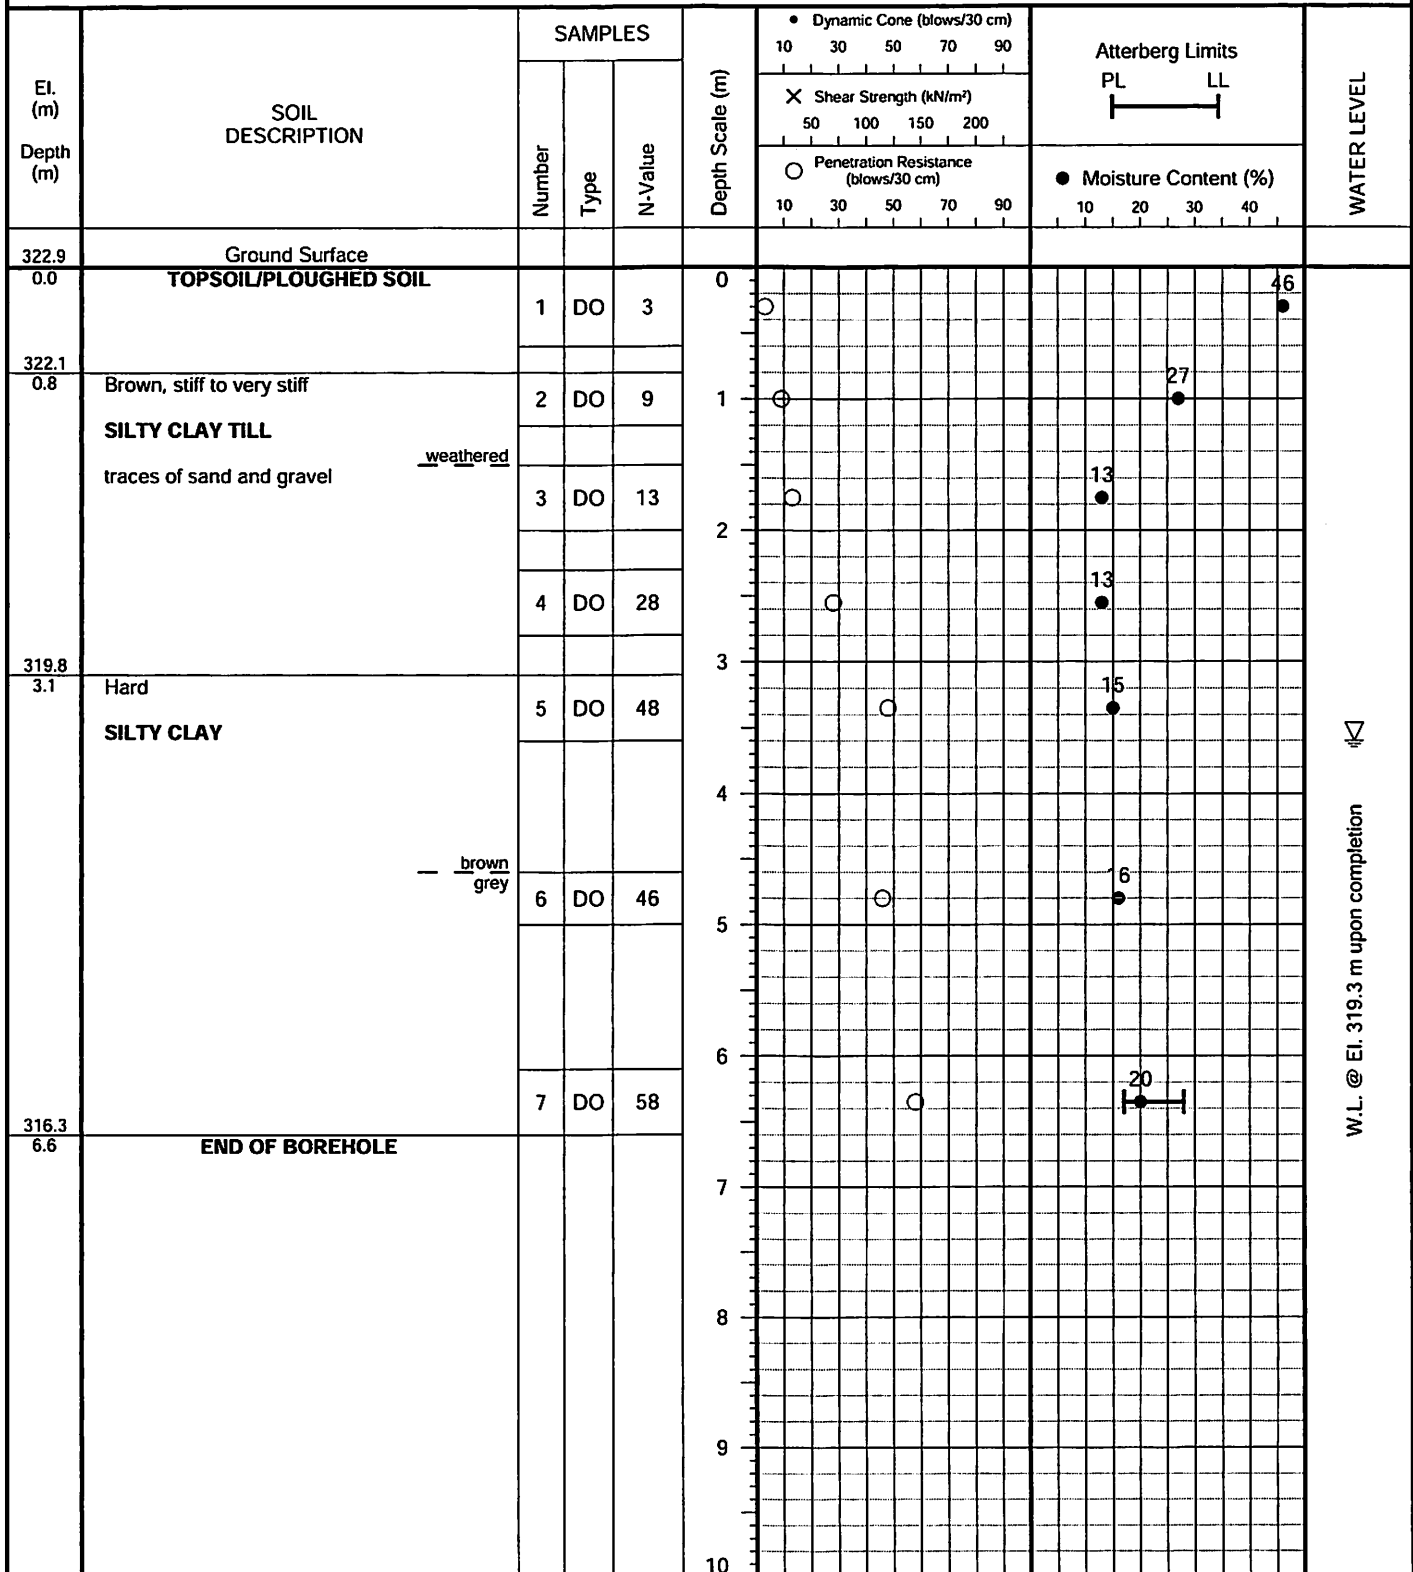 El.
(m)
Depth
(m)
SOIL
DESCRIPTION
SAMPLES
Number
Type
N-Value
Depth Scale (m)
• Dynamic Cone (blows/30 cm)
10 30 50 70 90
X Shear Strength (kN/m²)
50 100 150 200
O Penetration Resistance
(blows/30 cm)
10 30 50 70 90
Atterberg Limits
PL LL
● Moisture Content (%)
10 20 30 40
WATER LEVEL
322.9 Ground Surface
0.0 TOPSOIL/PLOUGHED SOIL 0
46
1 DO 3
322.1
0.8 Brown, stiff to very stiff
27
2 DO 9 1
SILTY CLAY TILL
weathered
traces of sand and gravel
13
3 DO 13
2
13
4 DO 28
3
319.8
3.1 Hard
15
5 DO 48
SILTY CLAY
4
brown
grey
16
6 DO 46
5
6
20
7 DO 58
316.3
6.6 END OF BOREHOLE
7
8
9
10
W.L. @ El. 319.3 m upon completion